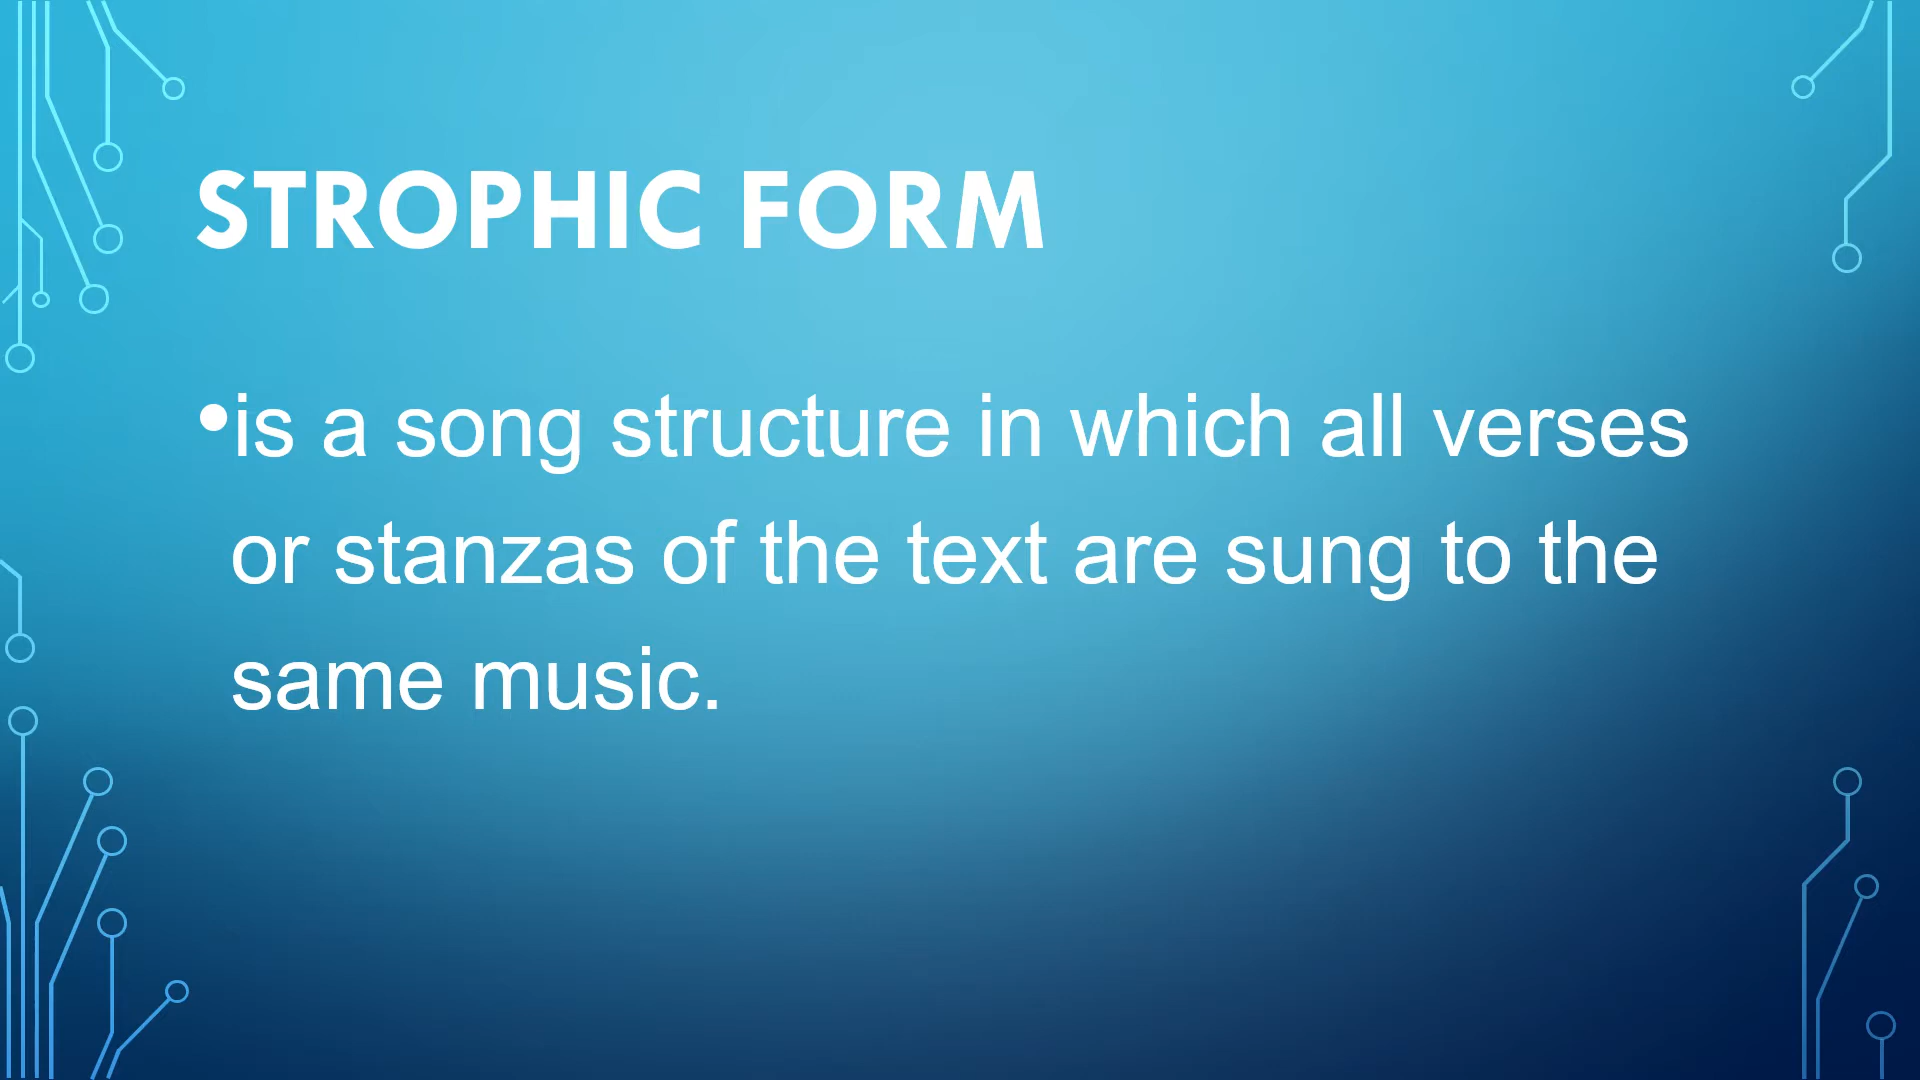 STROPHIC FORM
•is a song structure in which all verses
or stanzas of the text are sung to the
same music.